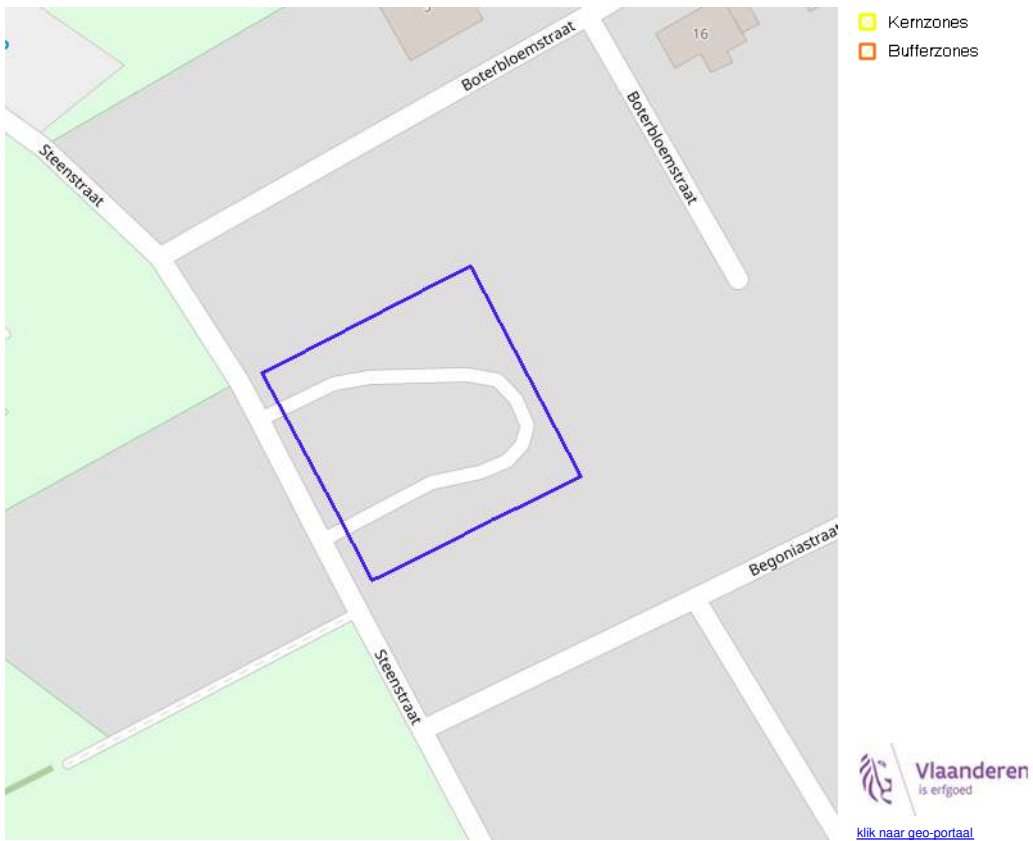 Kernzones
Bufferzones
16
Boterbloemstraat
Boterbloemstraat
Steenstraat
Begoniastraat
Steenstraat
Vlaanderen
is erfgoed
klik naar geo-portaal